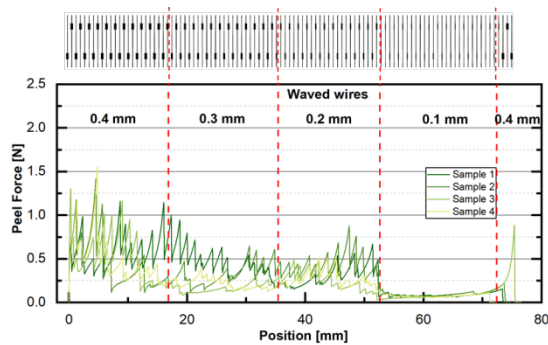 Waved wires
0.4 mm 0.3 mm 0.2 mm 0.1 mm 0.4 mm
2.5
2.0
1.5
1.0
0.5
0.0
Peel Force [N]
Sample 1
Sample 2
Sample 3
Sample 4
0 20 40 60 80
Position [mm]